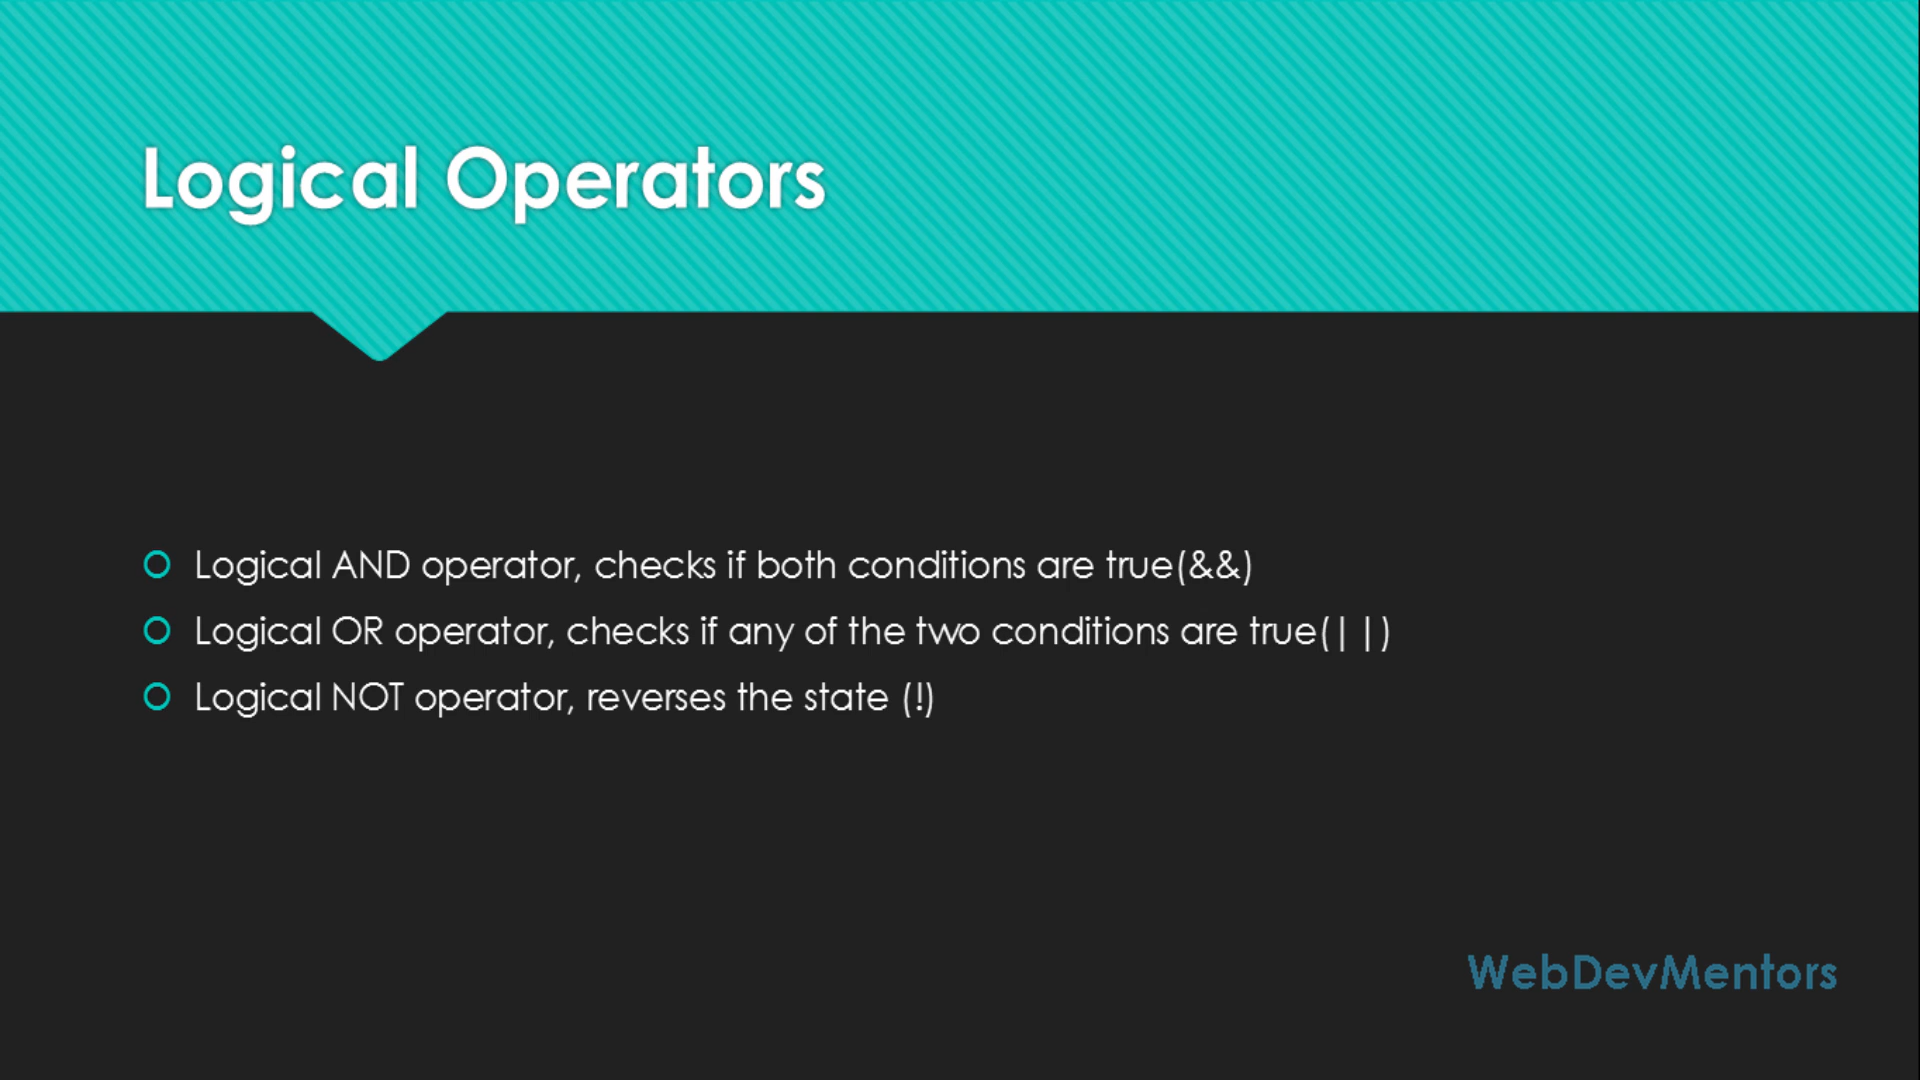 Logical Operators
Logical AND operator, checks if both conditions are true(&&)
Logical OR operator, checks if any of the two conditions are true(||)
Logical NOT operator, reverses the state (!)
WebDevMentors